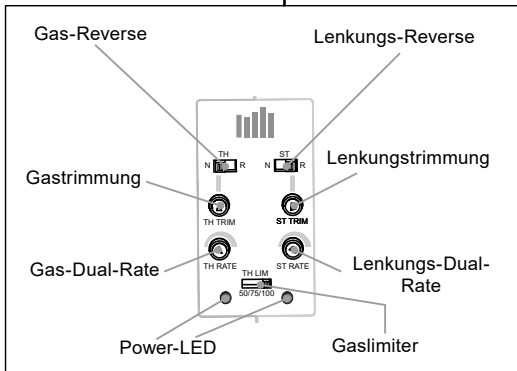 Gas-Reverse
Lenkungs-Reverse
TH
ST
N
R
N
R
Gastrimmung
Lenkungstrimmung
TH TRIM
ST TRIM
Gas-Dual-Rate
Lenkungs-Dual-
Rate
TH RATE
ST RATE
TH LIM
50/75/100
Power-LED
Gaslimiter